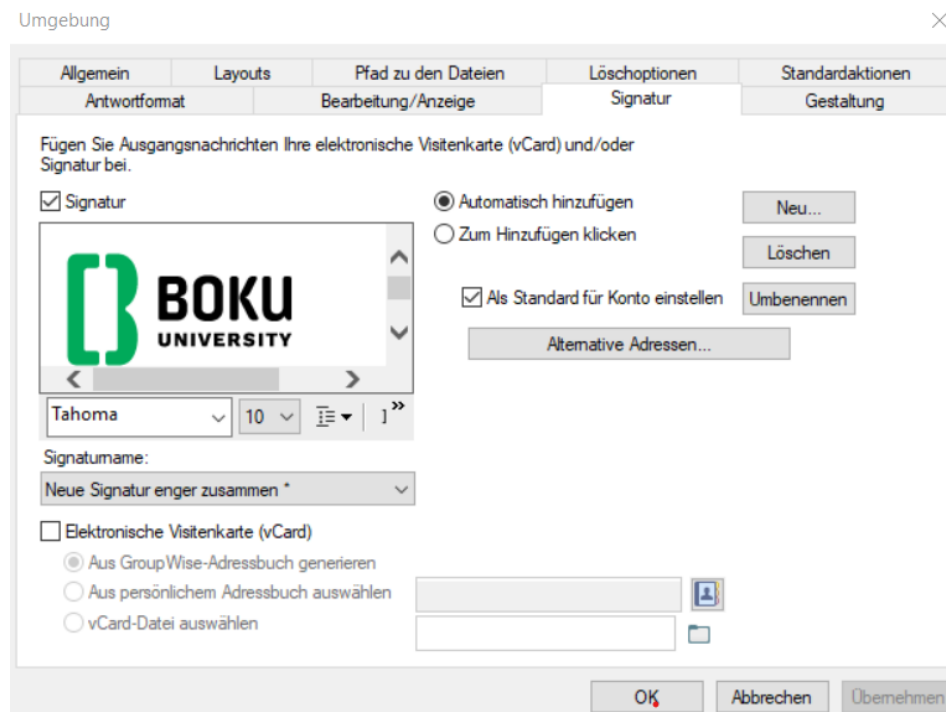 Umgebung
Allgemein
Layouts
Pfad zu den Dateien
Löschoptionen
Standardaktionen
Antwortformat
Bearbeitung/Anzeige
Signatur
Gestaltung
Fügen Sie Ausgangsnachrichten Ihre elektronische Visitenkarte (vCard) und/oder
Signatur bei.
Signatur
Automatisch hinzufügen
Neu...
Zum Hinzufügen klicken
Löschen
BOKU
UNIVERSITY
Als Standard für Konto einstellen
Umbenennen
Alternative Adressen...
Tahoma
10
Signaturname:
Neue Signatur enger zusammen *
Elektronische Visitenkarte (vCard)
Aus GroupWise-Adressbuch generieren
Aus persönlichem Adressbuch auswählen
vCard-Datei auswählen
OK
Abbrechen
Übernehmen